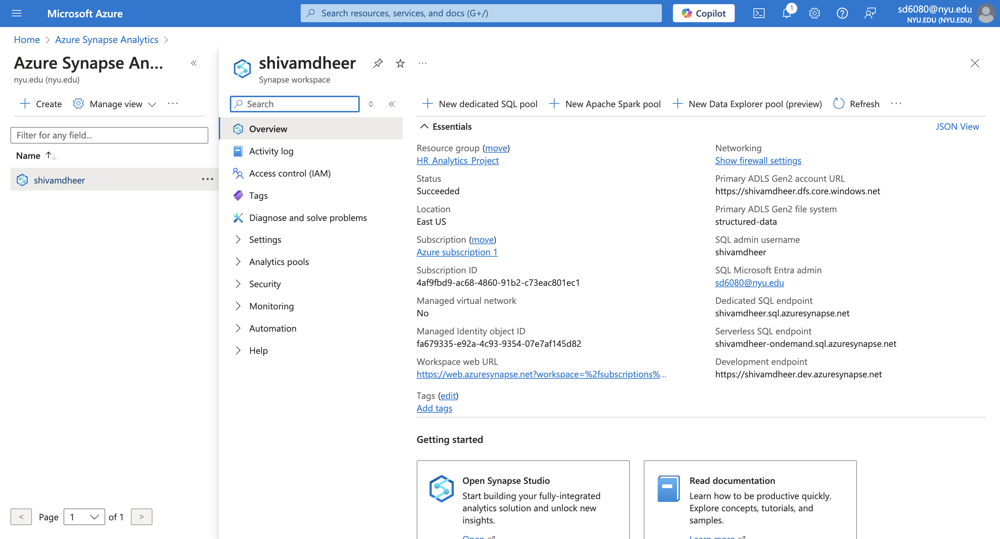 Microsoft Azure
Search resources, services, and docs (G+/)
Copilot
1
sd6080@nyu.edu
NYU.EDU (NYU.EDU)
Home > Azure Synapse Analytics >
Azure Synapse An...
nyu.edu (nyu.edu)
Create
Manage view
Filter for any field...
Name
shivamdheer
Page 1 of 1
shivamdheer
Synapse workspace
Search
Overview
Activity log
Access control (IAM)
Tags
Diagnose and solve problems
Settings
Analytics pools
Security
Monitoring
Automation
Help
New dedicated SQL pool
New Apache Spark pool
New Data Explorer pool (preview)
Refresh
Essentials
JSON View
Resource group (move)
HR_Analytics_Project
Status
Succeeded
Location
East US
Subscription (move)
Azure subscription 1
Subscription ID
4af9fbd9-ac68-4860-91b2-c73eac801ec1
Managed virtual network
No
Managed Identity object ID
fa679335-e92a-4c93-9354-07e7af145d82
Workspace web URL
https://web.azuresynapse.net?workspace=%2fsubscriptions%...
Tags (edit)
Add tags
Networking
Show firewall settings
Primary ADLS Gen2 account URL
https://shivamdheer.dfs.core.windows.net
Primary ADLS Gen2 file system
structured-data
SQL admin username
shivamdheer
SQL Microsoft Entra admin
sd6080@nyu.edu
Dedicated SQL endpoint
shivamdheer.sql.azuresynapse.net
Serverless SQL endpoint
shivamdheer-ondemand.sql.azuresynapse.net
Development endpoint
https://shivamdheer.dev.azuresynapse.net
Getting started
Open Synapse Studio
Start building your fully-integrated
analytics solution and unlock new
insights.
Open
Read documentation
Learn how to be productive quickly.
Explore concepts, tutorials, and
samples.
Learn more